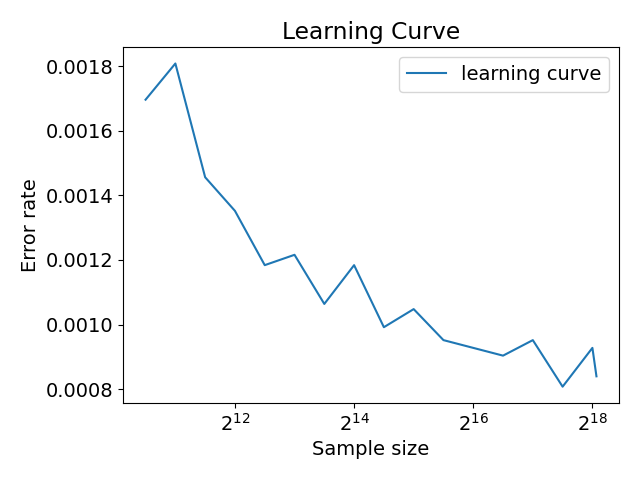 Learning Curve
learning curve
0.0018
0.0016
0.0014
0.0012
0.0010
0.0008
Error rate
2^12 2^14 2^16 2^18
Sample size